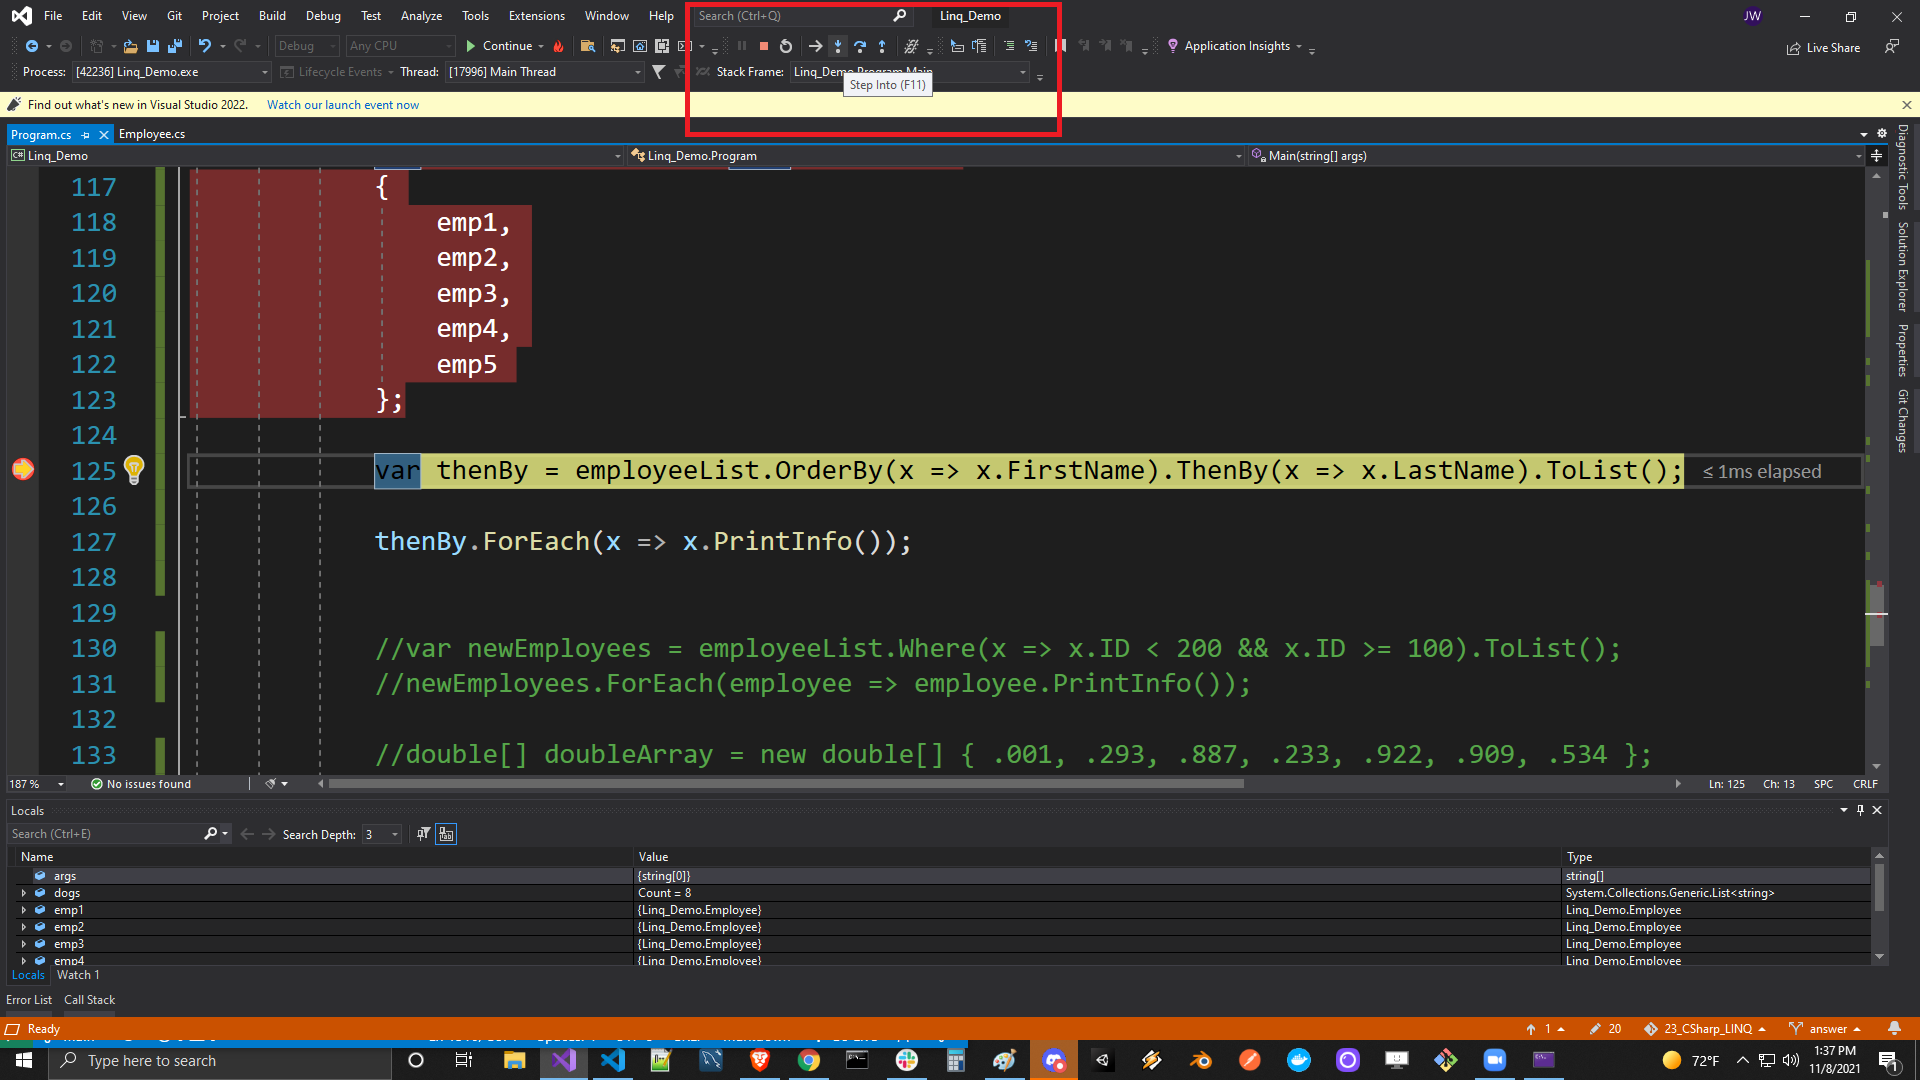 File Edit View Git Project Build Debug Test Analyze Tools Extensions Window Help Search (Ctrl+Q) Linq_Demo JW
Debug Any CPU Continue Application Insights Live Share
Process: [42236] Linq_Demo.exe Lifecycle Events Thread: [17996] Main Thread Stack Frame: Linq_Demo.Program.Main
Step Into (F11)
Find out what's new in Visual Studio 2022. Watch our launch event now
Program.cs Employee.cs
Linq_Demo Linq_Demo.Program Main(string[] args)
117 {
118 emp1,
119 emp2,
120 emp3,
121 emp4,
122 emp5
123 };
124
125 var thenBy = employeeList.OrderBy(x => x.FirstName).ThenBy(x => x.LastName).ToList(); ≤ 1ms elapsed
126
127 thenBy.ForEach(x => x.PrintInfo());
128
129
130 //var newEmployees = employeeList.Where(x => x.ID < 200 && x.ID >= 100).ToList();
131 //newEmployees.ForEach(employee => employee.PrintInfo());
132
133 //double[] doubleArray = new double[] { .001, .293, .887, .233, .922, .909, .534 };
Diagnostic Tools
Solution Explorer
Properties
Git Changes
187 % No issues found Ln: 125 Ch: 13 SPC CRLF
Locals
Search (Ctrl+E) Search Depth: 3
Name Value Type
args {string[0]} string[]
dogs Count = 8 System.Collections.Generic.List<string>
emp1 {Linq_Demo.Employee} Linq_Demo.Employee
emp2 {Linq_Demo.Employee} Linq_Demo.Employee
emp3 {Linq_Demo.Employee} Linq_Demo.Employee
emp4 {Linq_Demo.Employee} Linq_Demo.Employee
Locals Watch 1
Error List Call Stack
Ready 1 20 23_CSharp_LINQ answer
Type here to search 72°F 1:37 PM
11/8/2021 1